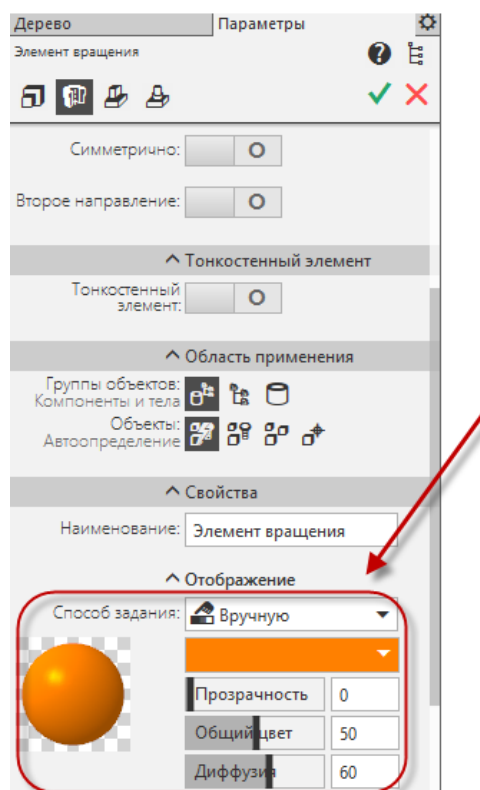 Дерево Параметры
Элемент вращения
Симметрично:
Второе направление:
Тонкостенный элемент
Тонкостенный
элемент:
Область применения
Группы объектов:
Компоненты и тела
Объекты:
Автоопределение
Свойства
Наименование: Элемент вращения
Отображение
Способ задания: Вручную
Прозрачность 0
Общий цвет 50
Диффузия 60